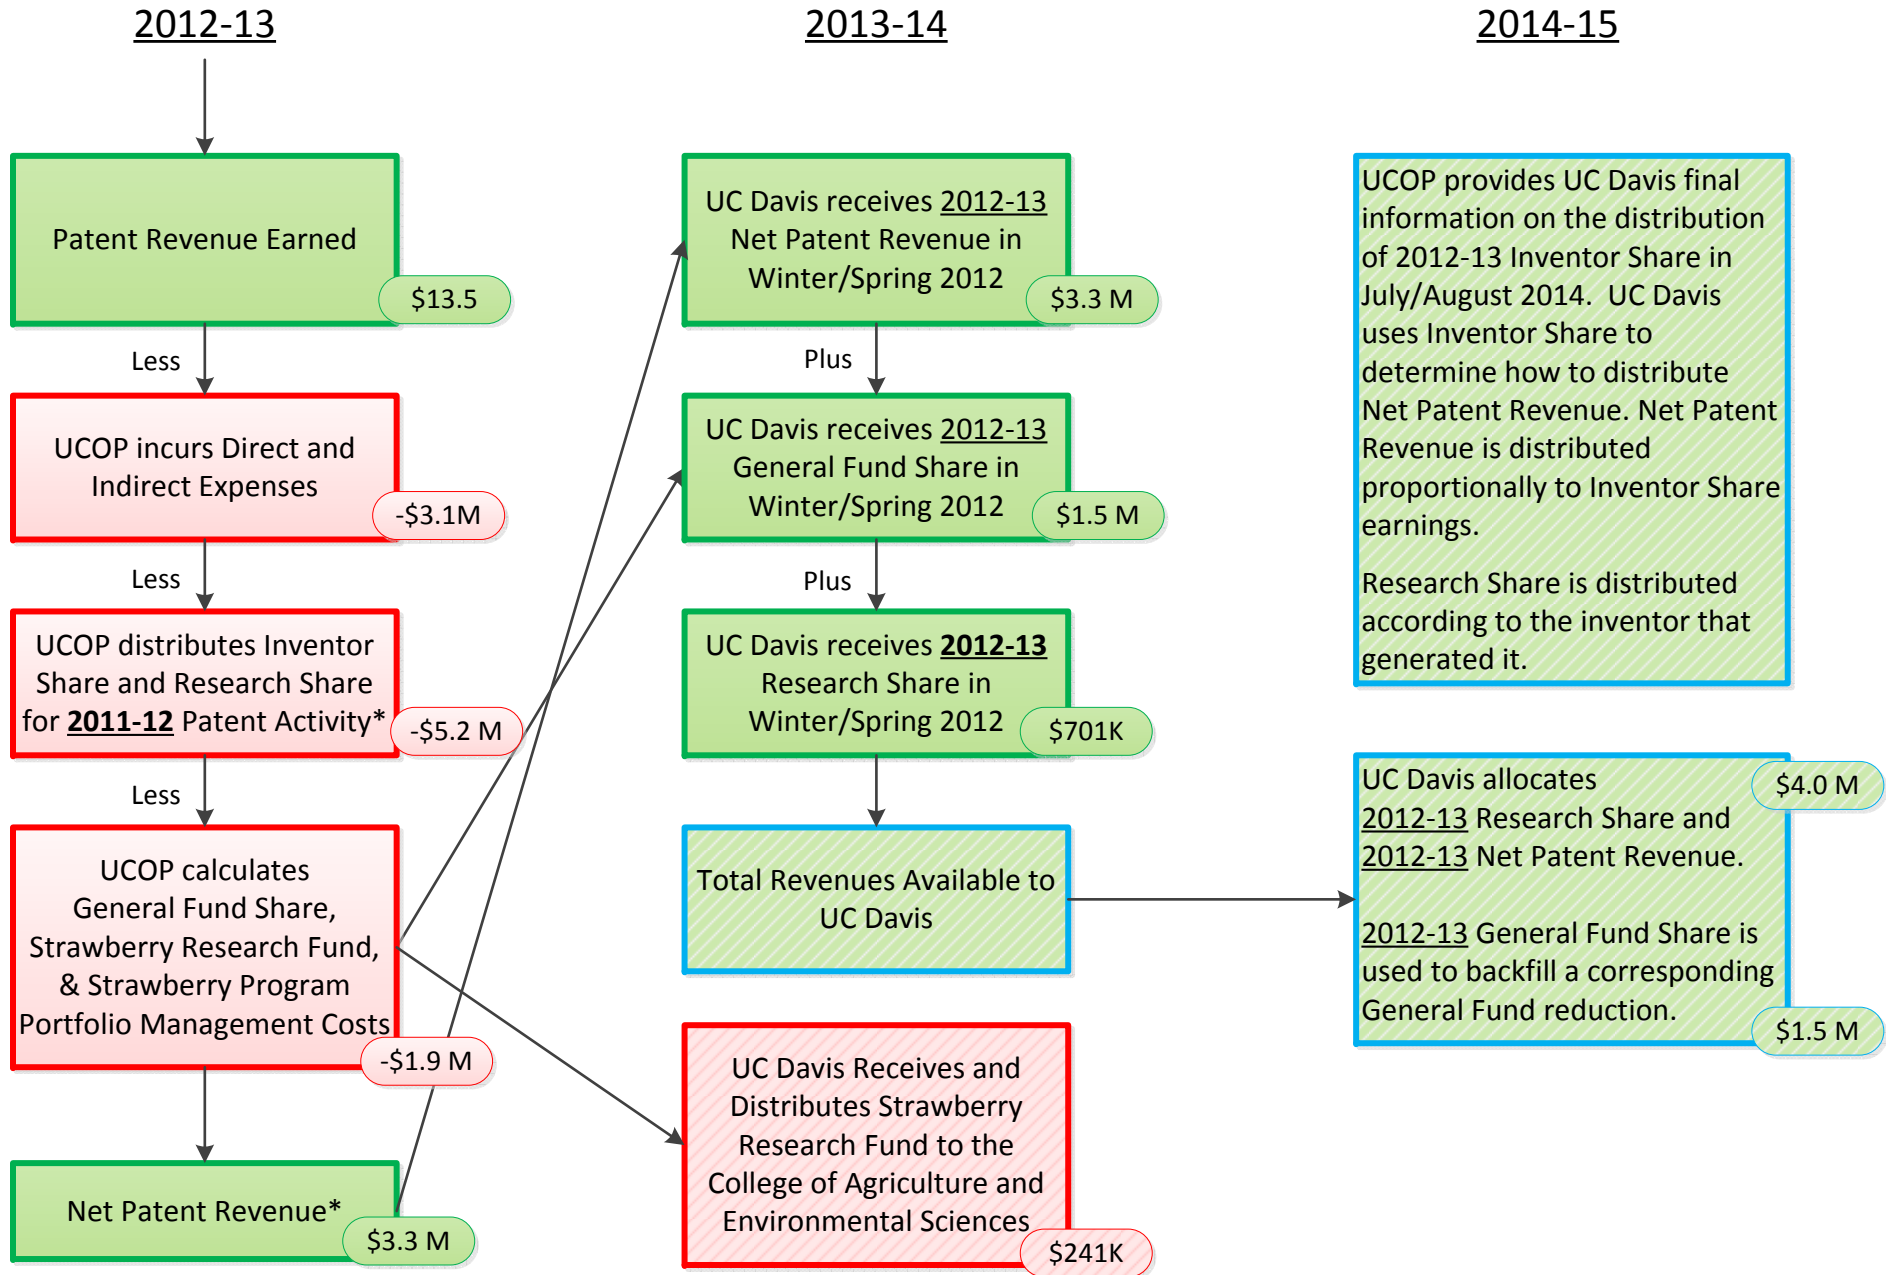 2012-13
Patent Revenue Earned
$13.5
Less
UCOP incurs Direct and
Indirect Expenses
-$3.1M
Less
UCOP distributes Inventor
Share and Research Share
for 2011-12 Patent Activity*
-$5.2 M
Less
UCOP calculates
General Fund Share,
Strawberry Research Fund,
& Strawberry Program
Portfolio Management Costs
-$1.9 M
Net Patent Revenue*
$3.3 M
2013-14
UC Davis receives 2012-13
Net Patent Revenue in
Winter/Spring 2012
$3.3 M
Plus
UC Davis receives 2012-13
General Fund Share in
Winter/Spring 2012
$1.5 M
Plus
UC Davis receives 2012-13
Research Share in
Winter/Spring 2012
$701K
Total Revenues Available to
UC Davis
UC Davis Receives and
Distributes Strawberry
Research Fund to the
College of Agriculture and
Environmental Sciences
$241K
2014-15
UCOP provides UC Davis final
information on the distribution
of 2012-13 Inventor Share in
July/August 2014.  UC Davis
uses Inventor Share to
determine how to distribute
Net Patent Revenue. Net Patent
Revenue is distributed
proportionally to Inventor Share
earnings.
Research Share is distributed
according to the inventor that
generated it.
UC Davis allocates
$4.0 M
2012-13 Research Share and
2012-13 Net Patent Revenue.
2012-13 General Fund Share is
used to backfill a corresponding
General Fund reduction.
$1.5 M